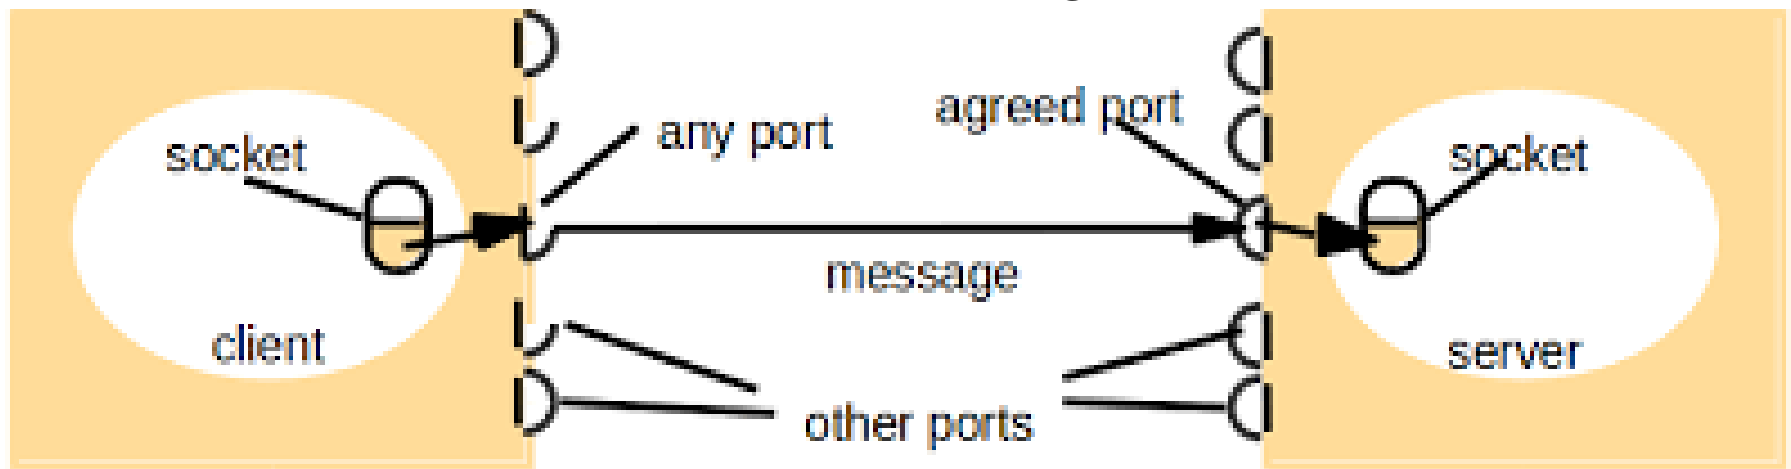 any port
agreed port
socket
socket
message
client
server
other ports